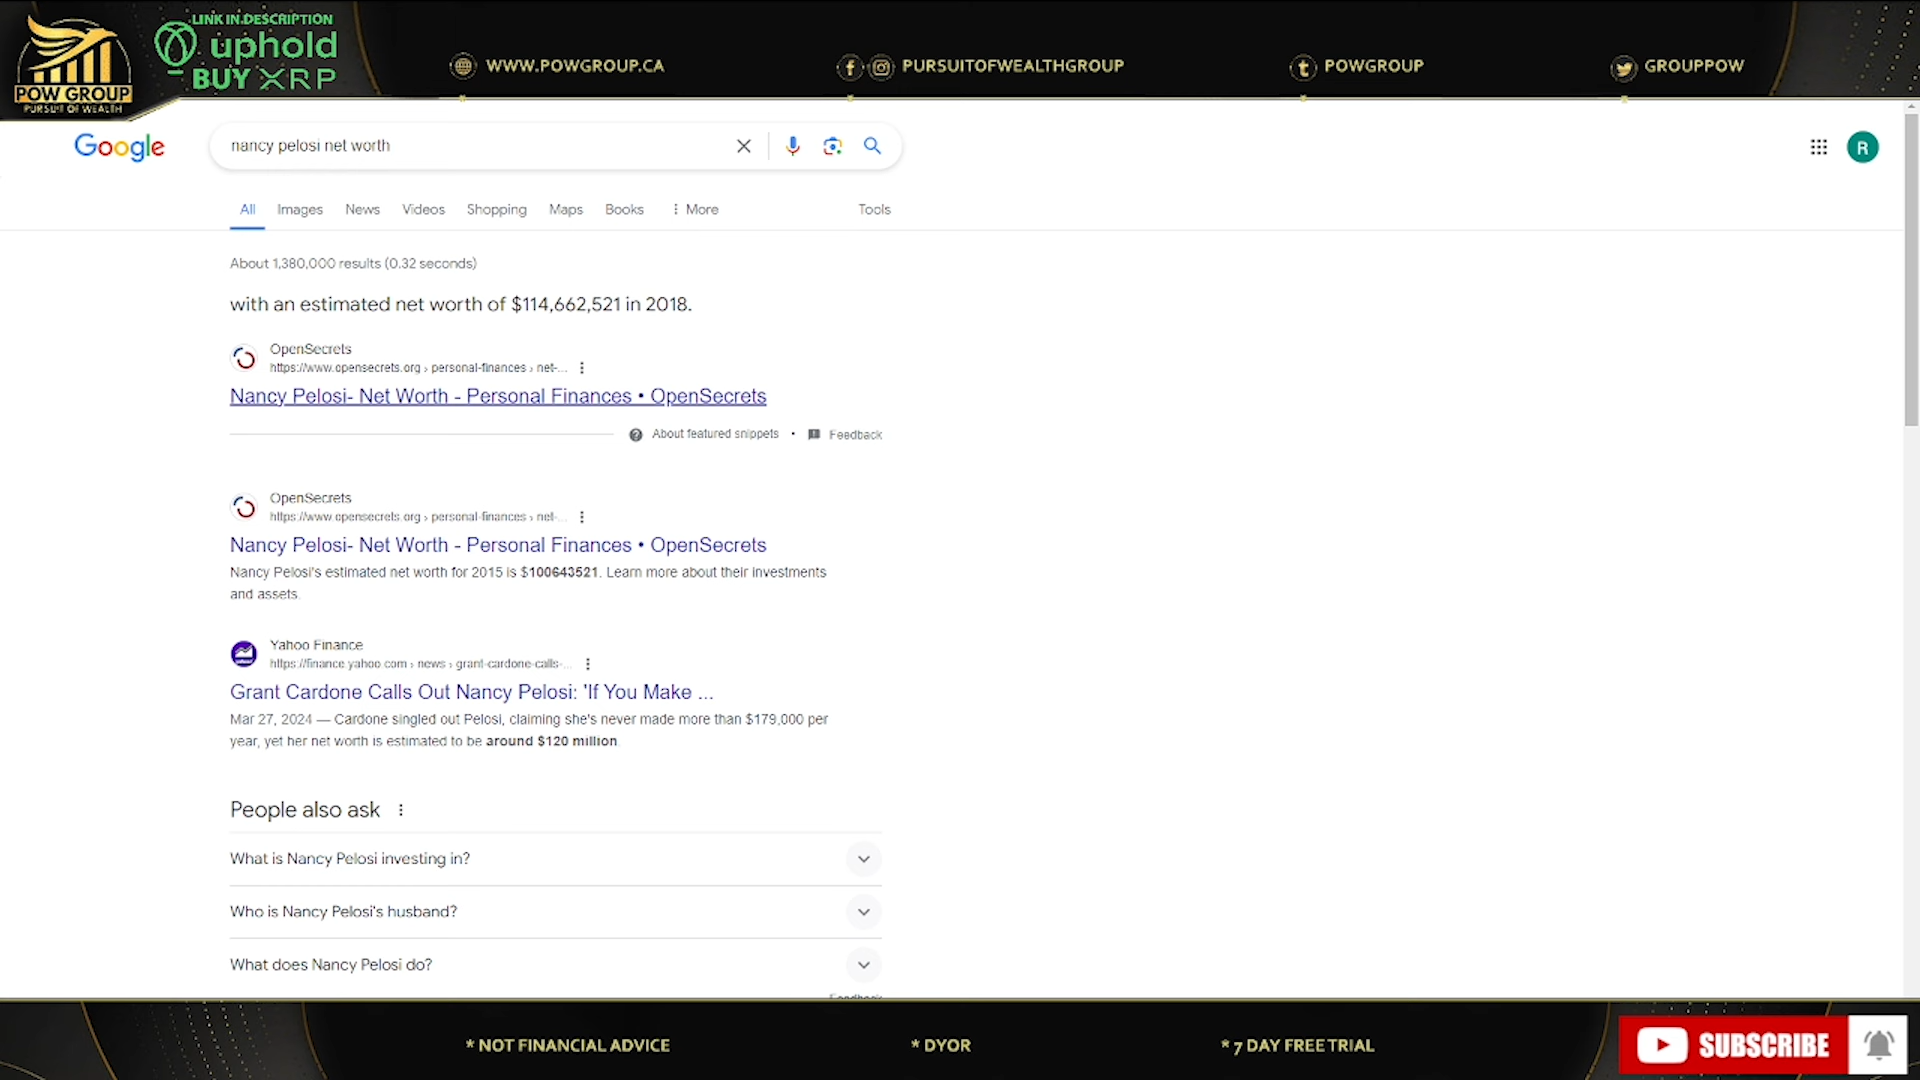 LINK IN DESCRIPTION
uphold
BUY XRP
POW GROUP
PURSUIT OF WEALTH
WWW.POWGROUP.CA
PURSUITOFWEALTHGROUP
POWGROUP
GROUPPOW
Google
nancy pelosi net worth
R
All Images News Videos Shopping Maps Books More Tools
About 1,380,000 results (0.32 seconds)
with an estimated net worth of $114,662,521 in 2018.
OpenSecrets
https://www.opensecrets.org › personal-finances › net-...
Nancy Pelosi- Net Worth - Personal Finances • OpenSecrets
About featured snippets • Feedback
OpenSecrets
https://www.opensecrets.org › personal-finances › net-...
Nancy Pelosi- Net Worth - Personal Finances • OpenSecrets
Nancy Pelosi's estimated net worth for 2015 is $100643521. Learn more about their investments
and assets.
Yahoo Finance
https://finance.yahoo.com › news › grant-cardone-calls-...
Grant Cardone Calls Out Nancy Pelosi: 'If You Make ...
Mar 27, 2024 — Cardone singled out Pelosi, claiming she's never made more than $179,000 per
year, yet her net worth is estimated to be around $120 million.
People also ask
What is Nancy Pelosi investing in?
Who is Nancy Pelosi's husband?
What does Nancy Pelosi do?
Feedback
* NOT FINANCIAL ADVICE
* DYOR
* 7 DAY FREE TRIAL
SUBSCRIBE